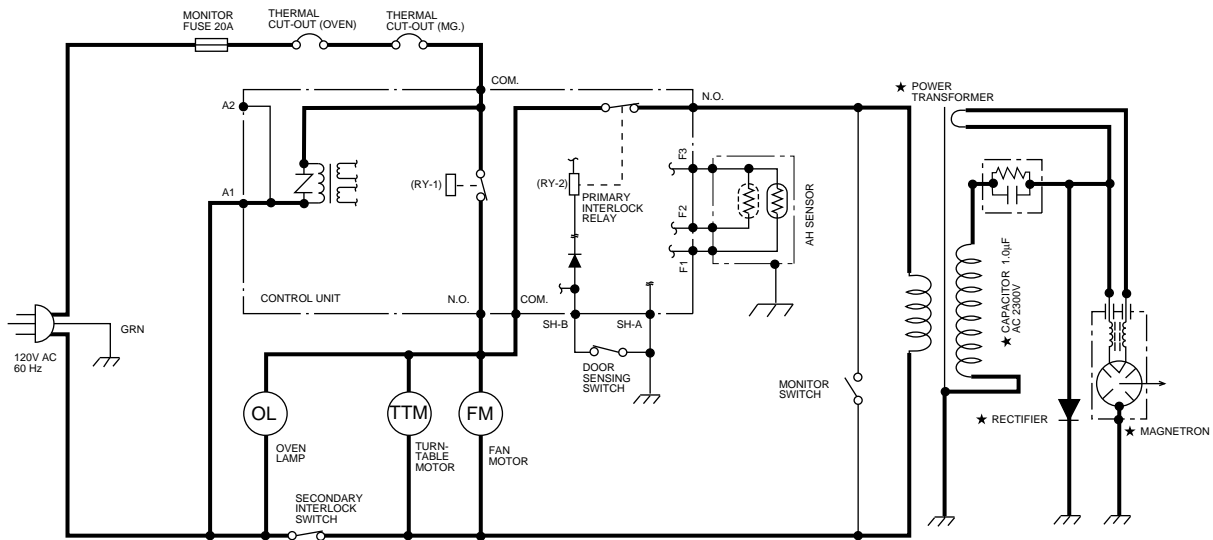 MONITOR
FUSE 20A
THERMAL
CUT-OUT (OVEN)
THERMAL
CUT-OUT (MG.)
COM.
N.O.
★ POWER
TRANSFORMER
A2
A1
(RY-1)
(RY-2)
PRIMARY
INTERLOCK
RELAY
F3
F2
F1
AH SENSOR
CONTROL UNIT
N.O.
COM.
SH-B
SH-A
GRN
120V AC
60 Hz
DOOR
SENSING
SWITCH
MONITOR
SWITCH
★ CAPACITOR 1.0µF
AC 2300V
★ RECTIFIER
★ MAGNETRON
OL
OVEN
LAMP
TTM
TURN-
TABLE
MOTOR
FM
FAN
MOTOR
SECONDARY
INTERLOCK
SWITCH